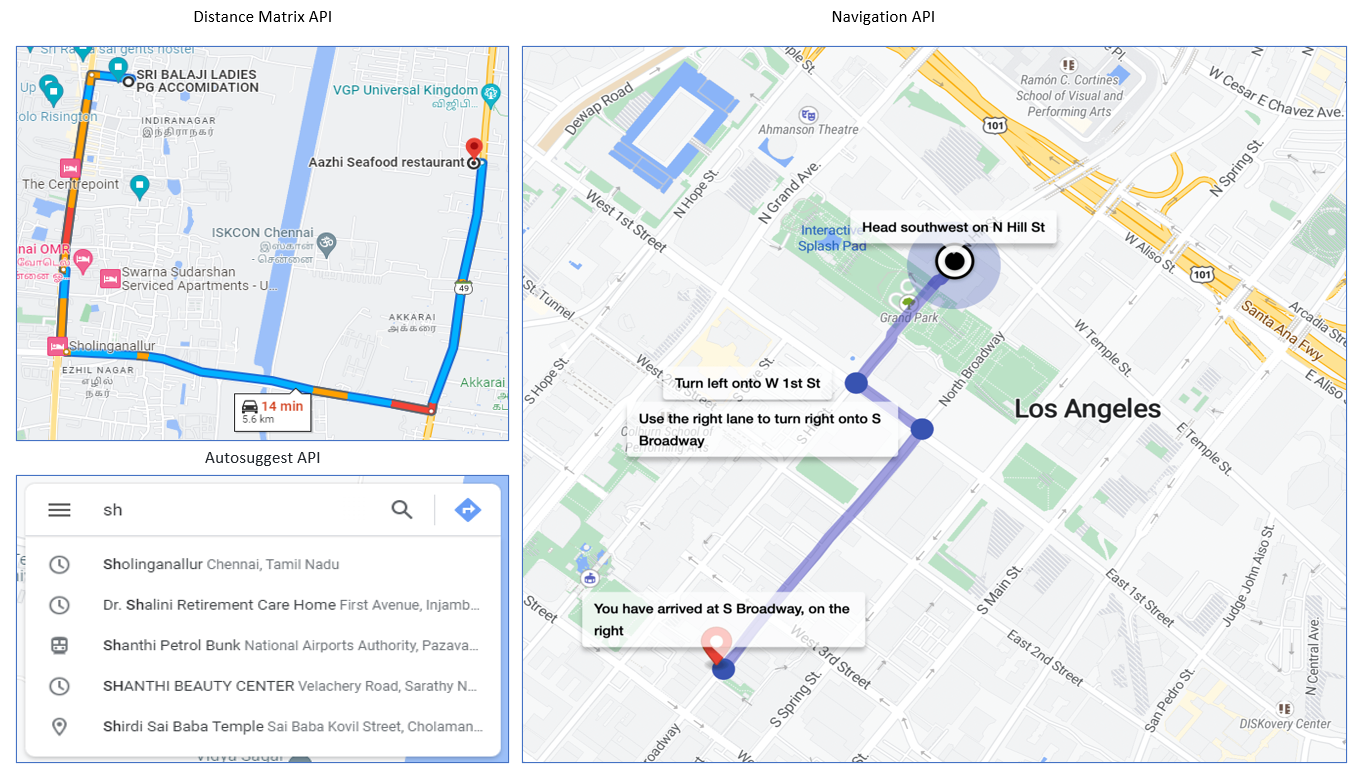 Distance Matrix API
Navigation API
Sri Ra sai gents hostel
SRI BALAJI LADIES
PG ACCOMIDATION
Up
olo Risington
VGP Universal Kingdom
விஜிபி...
INDIRANAGAR
இந்திராநகர்
Aazhi Seafood restaurant
The Centrepoint
ISKCON Chennai
இஸ்கான்
சென்னை
nai OMR
Swarna Sudarshan
Serviced Apartments - U...
49
AKKARAI
அக்கரை
Sholinganallur
EZHIL NAGAR
எழில்
நகர்
Akkarai
14 min
5.6 km
Autosuggest API
sh
Sholinganallur Chennai, Tamil Nadu
Dr. Shalini Retirement Care Home First Avenue, Injamb...
Shanthi Petrol Bunk National Airports Authority, Pazava...
SHANTHI BEAUTY CENTER Velachery Road, Sarathy N...
Shirdi Sai Baba Temple Sai Baba Kovil Street, Cholaman...
Vidya Sagar
Dewap Road
Temple St.
Ramón C. Cortines
School of Visual and
Performing Arts
W Cesar E Chavez Ave.
101
Ahmanson Theatre
N Spring St.
N Hope St.
N Grand Ave.
West 1st Street
Interacti
Splash Pad
Head southwest on N Hill St
W Aliso St.
101
St. Tunnel
Grand Park
Santa Ana Fwy
Arcadia St.
W Temple St.
E Aliso S
S Hope St.
West 2
Street
North Broadway
Turn left onto W 1st St
Use the right lane to turn right onto S
Broadway
Colburn School of
Performing Arts
Los Angeles
E Temple St.
Judge John Aiso St.
S Main St.
East 1st Street
Street
You have arrived at S Broadway, on the
right
West 3rd Street
East 2nd Street
S Spring St.
San Pedro St.
N Central Ave.
roadway
DISKovery Center